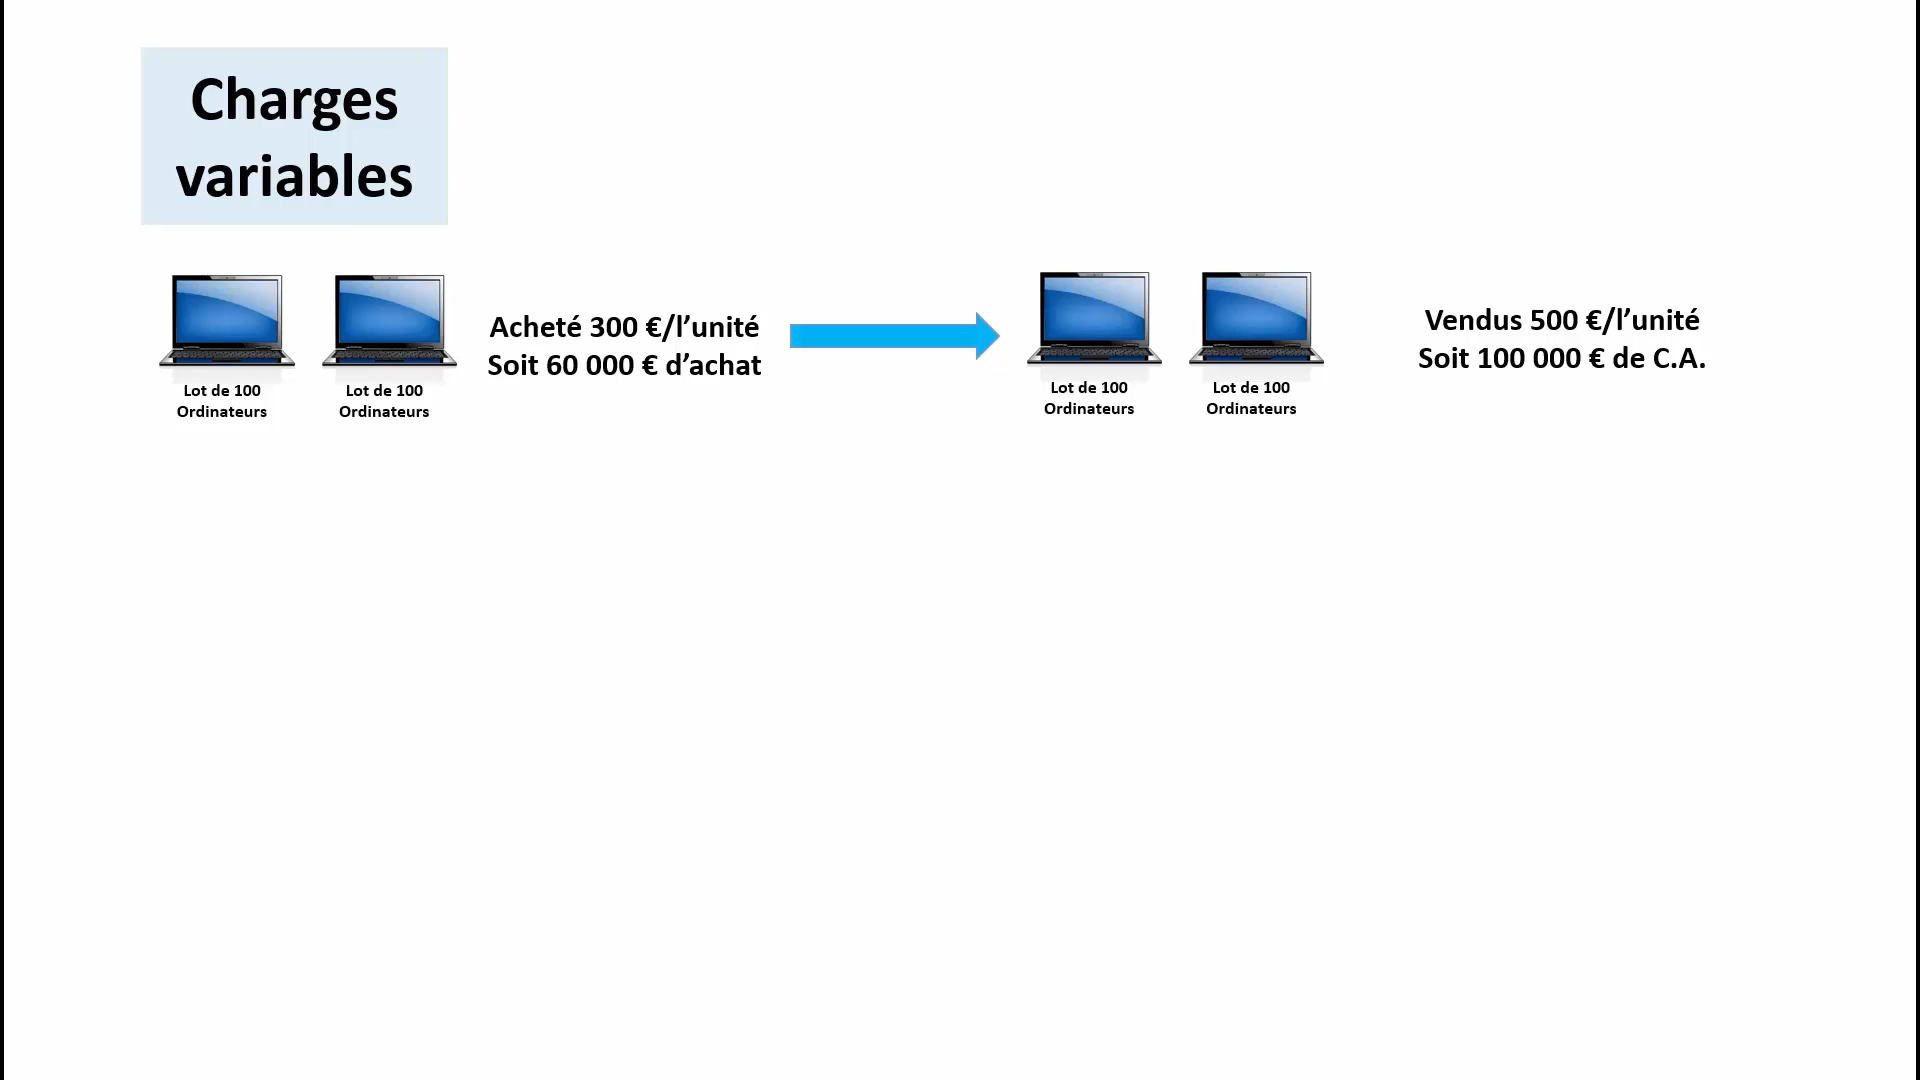 Charges
variables
Acheté 300 €/l’unité
Soit 60 000 € d’achat
Vendus 500 €/l’unité
Soit 100 000 € de C.A.
Lot de 100
Ordinateurs
Lot de 100
Ordinateurs
Lot de 100
Ordinateurs
Lot de 100
Ordinateurs